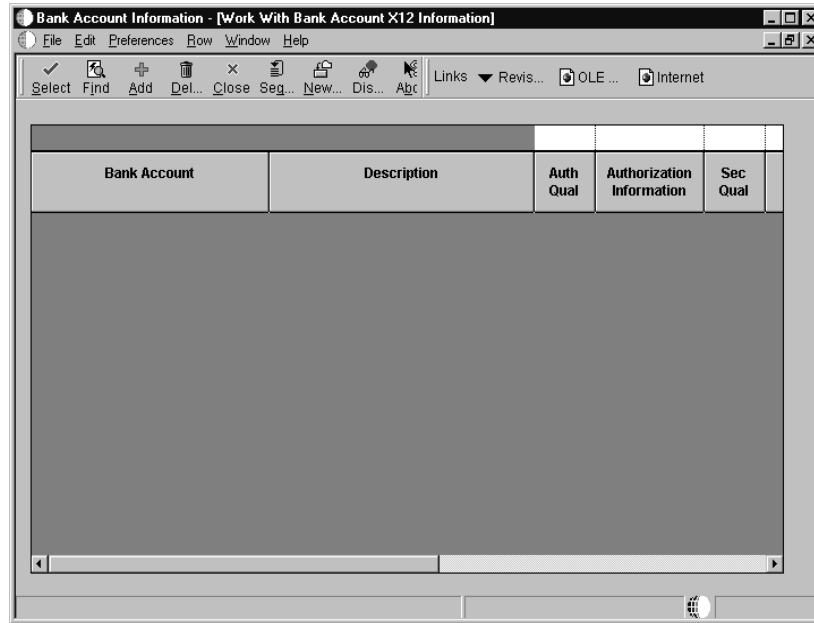 Bank Account Information - [Work With Bank Account X12 Information]
File Edit Preferences Row Window Help
Select Find Add Del... Close Seg... New... Dis... Abc Links Revis... OLE ... Internet
Bank Account Description Auth Qual Authorization Information Sec Qual